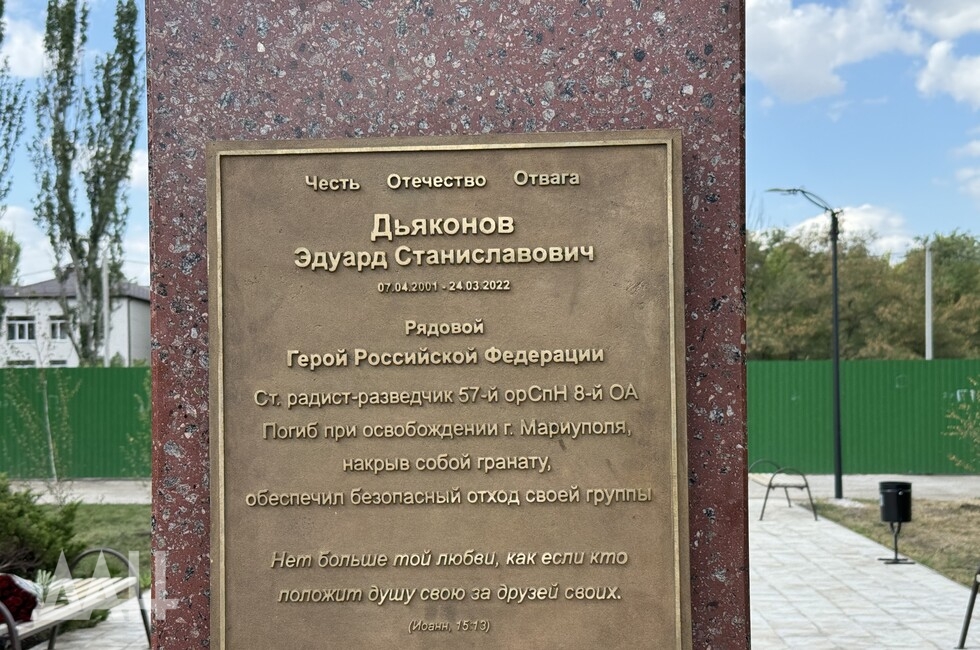 Честь Отечество Отвага
Дьяконов
Эдуард Станиславович
07.04.2001 - 24.03.2022
Рядовой
Герой Российской Федерации
Ст. радист-разведчик 57-й орСпН 8-й ОА
Погиб при освобождении г. Мариуполя,
накрыв собой гранату,
обеспечил безопасный отход своей группы
Нет больше той любви, как если кто
положит душу свою за друзей своих.
(Иоанн, 15:13)
ДАН